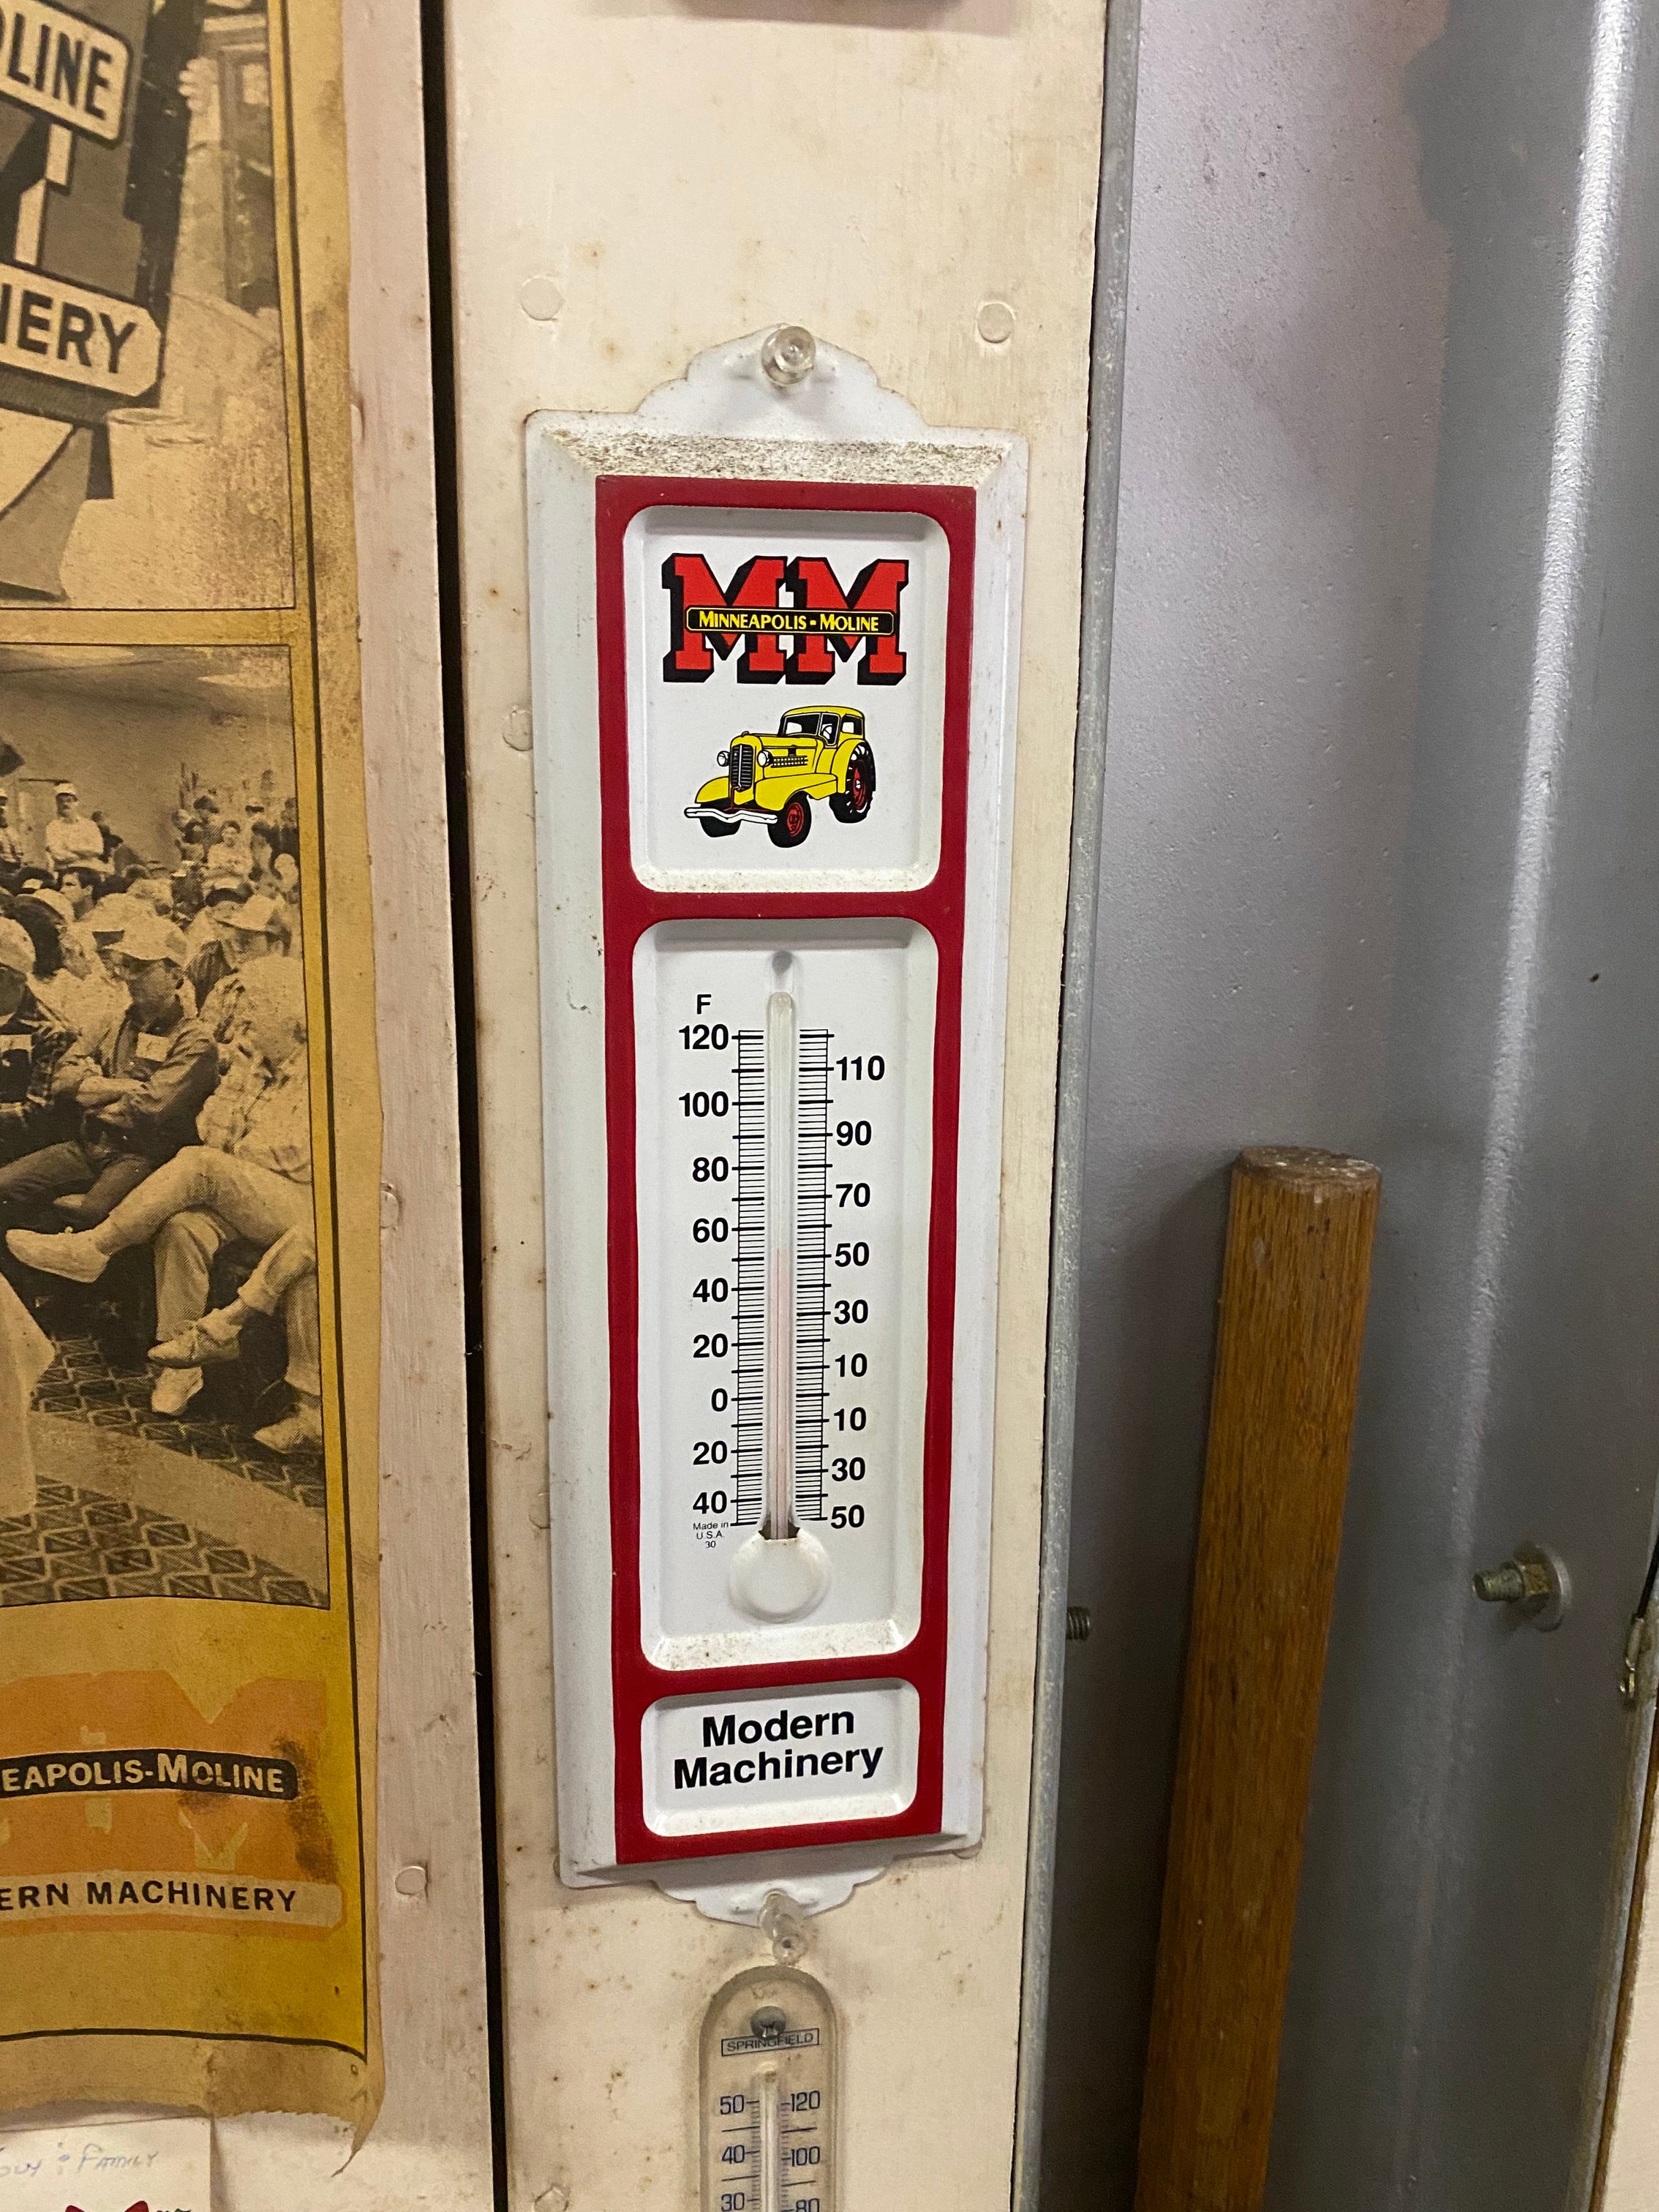 OLINE
NERY
MM
MINNEAPOLIS-MOLINE
F
120
110
100
90
80
70
60
50
40
30
20
10
0
10
20
30
40
50
Made in
U.S.A.
30
Modern
Machinery
EAPOLIS-MOLINE
ERN MACHINERY
SPRINGFIELD
50 120
40 100
30 80
FAMILY